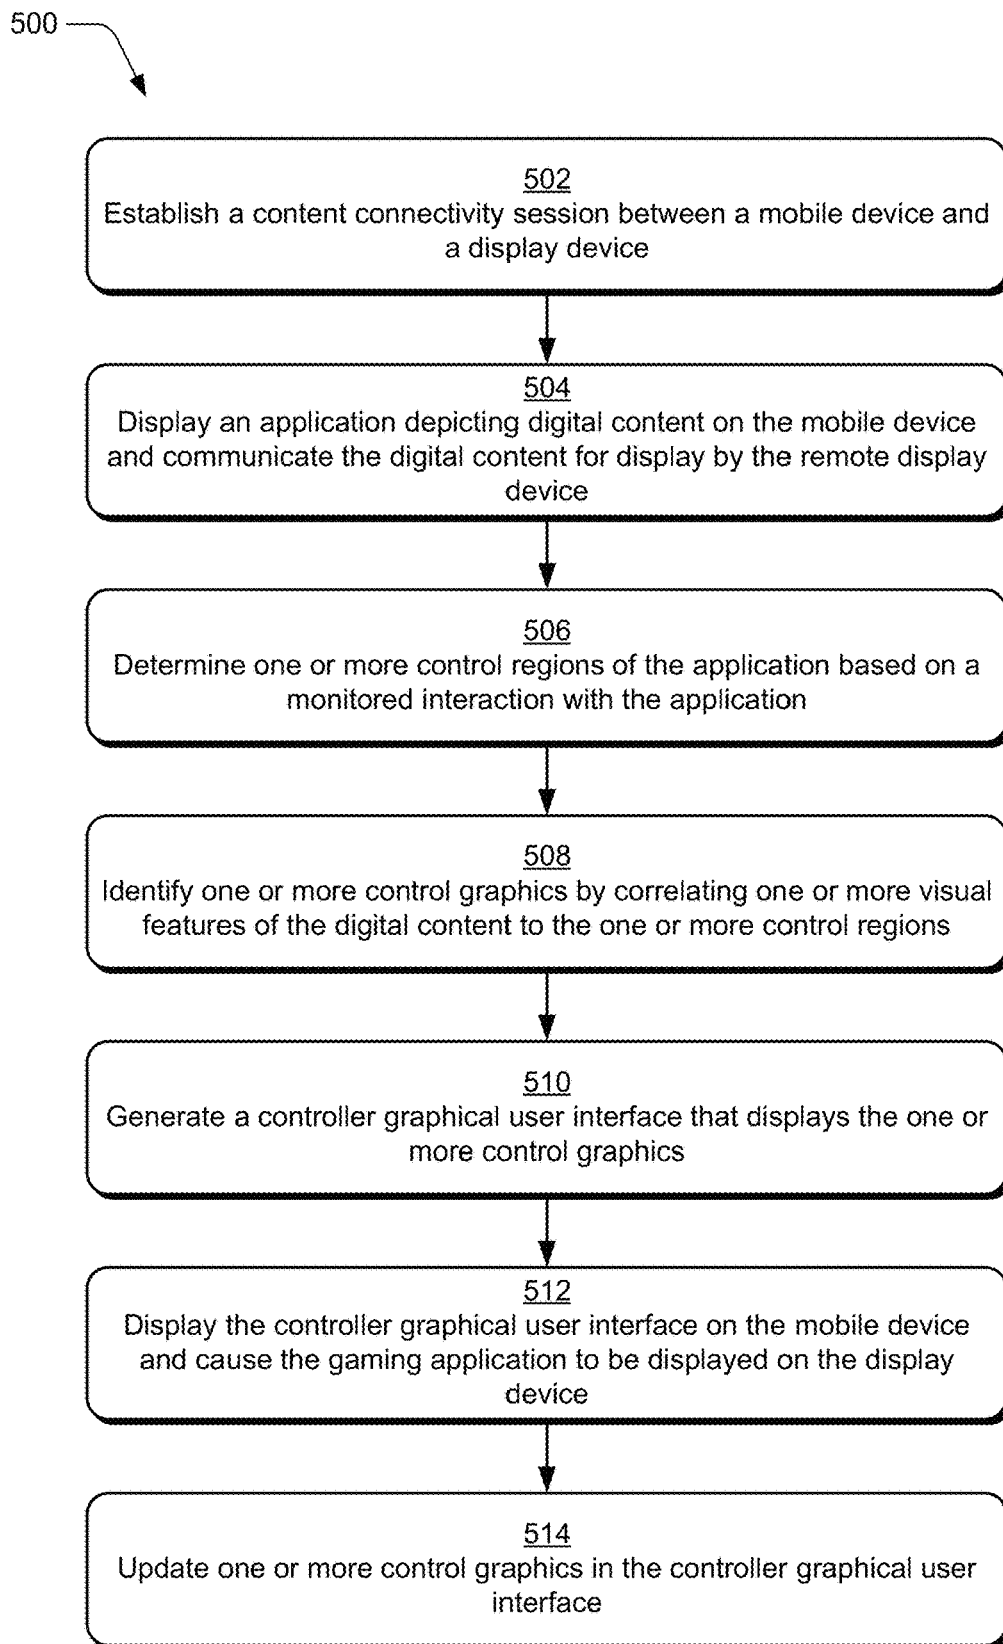 500
502
Establish a content connectivity session between a mobile device and
a display device
504
Display an application depicting digital content on the mobile device
and communicate the digital content for display by the remote display
device
506
Determine one or more control regions of the application based on a
monitored interaction with the application
508
Identify one or more control graphics by correlating one or more visual
features of the digital content to the one or more control regions
510
Generate a controller graphical user interface that displays the one or
more control graphics
512
Display the controller graphical user interface on the mobile device
and cause the gaming application to be displayed on the display
device
514
Update one or more control graphics in the controller graphical user
interface